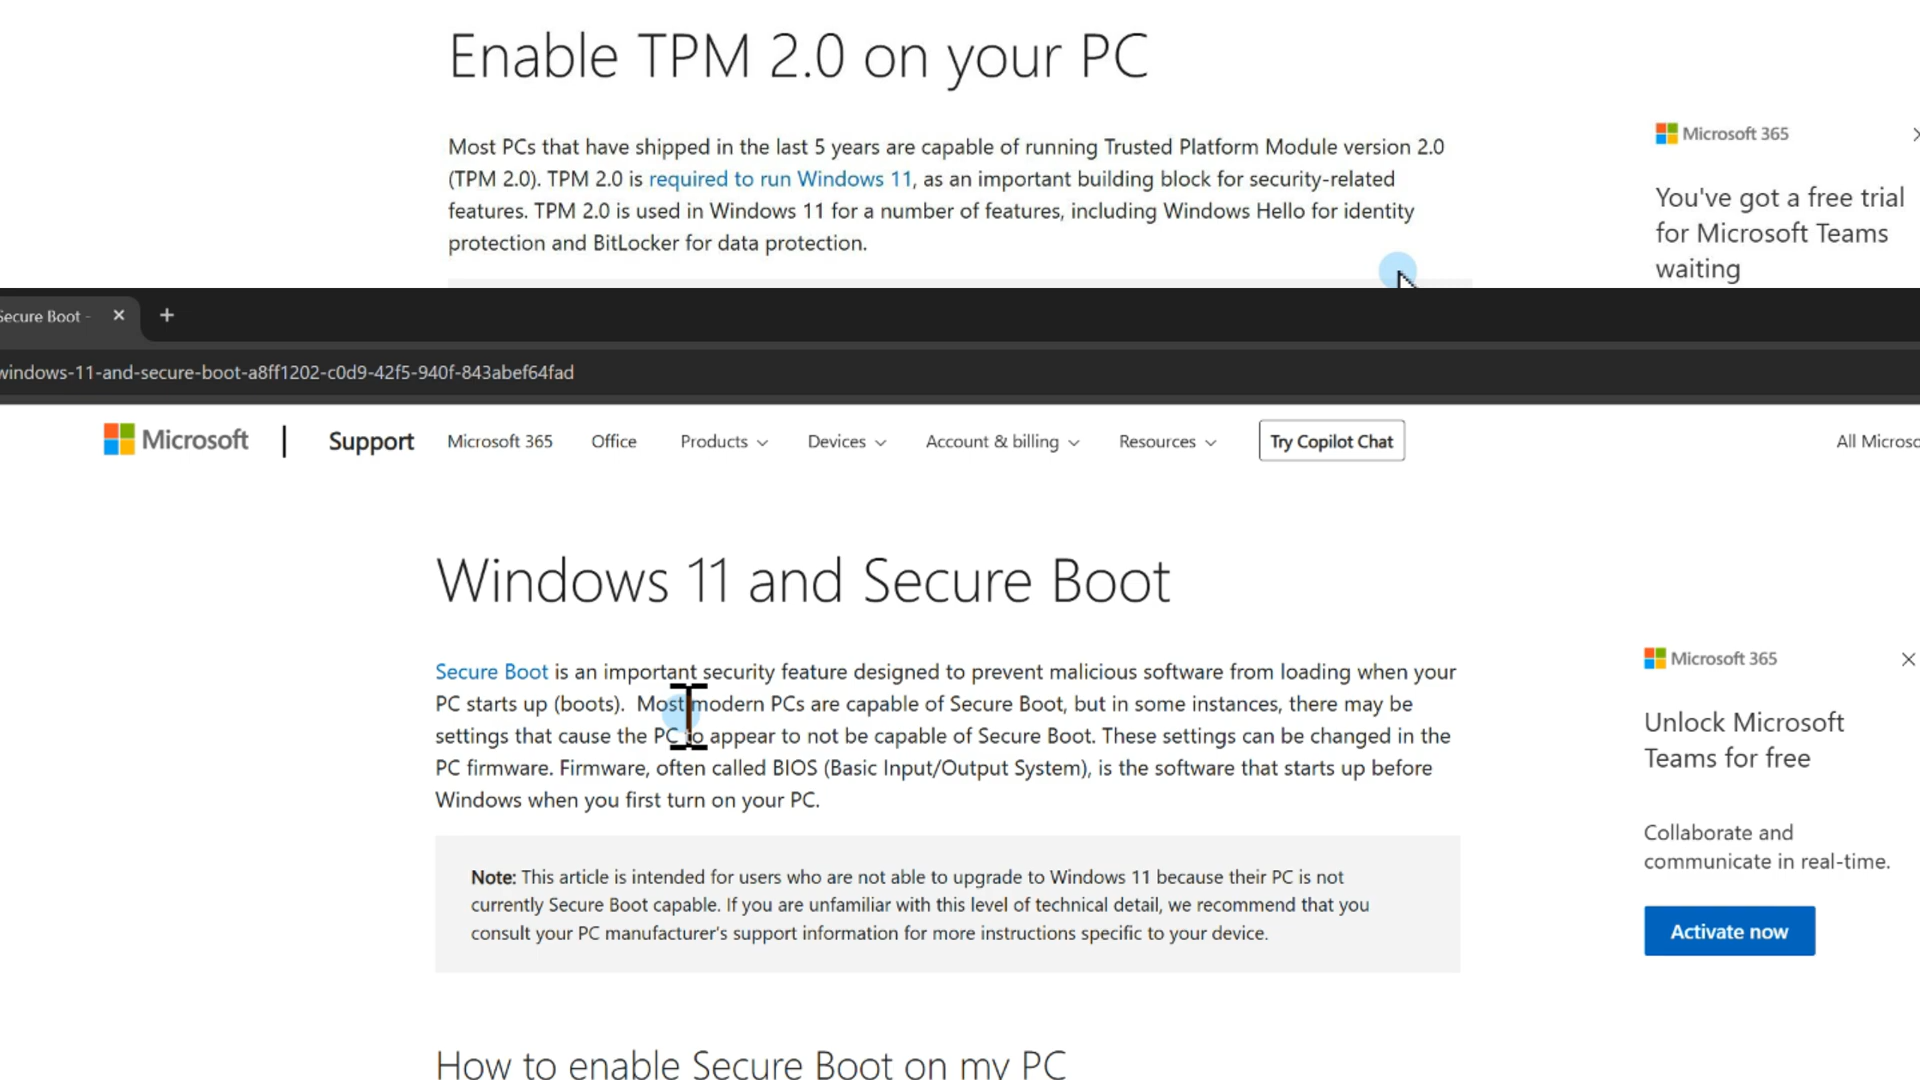 Enable TPM 2.0 on your PC
Most PCs that have shipped in the last 5 years are capable of running Trusted Platform Module version 2.0
(TPM 2.0). TPM 2.0 is required to run Windows 11, as an important building block for security-related
features. TPM 2.0 is used in Windows 11 for a number of features, including Windows Hello for identity
protection and BitLocker for data protection.
Microsoft 365
You've got a free trial
for Microsoft Teams
waiting
Secure Boot -
windows-11-and-secure-boot-a8ff1202-c0d9-42f5-940f-843abef64fad
Microsoft | Support Microsoft 365 Office Products Devices Account & billing Resources Try Copilot Chat All Microso
Windows 11 and Secure Boot
Secure Boot is an important security feature designed to prevent malicious software from loading when your
PC starts up (boots). Most modern PCs are capable of Secure Boot, but in some instances, there may be
settings that cause the PC to appear to not be capable of Secure Boot. These settings can be changed in the
PC firmware. Firmware, often called BIOS (Basic Input/Output System), is the software that starts up before
Windows when you first turn on your PC.
Note: This article is intended for users who are not able to upgrade to Windows 11 because their PC is not
currently Secure Boot capable. If you are unfamiliar with this level of technical detail, we recommend that you
consult your PC manufacturer's support information for more instructions specific to your device.
Microsoft 365
Unlock Microsoft
Teams for free
Collaborate and
communicate in real-time.
Activate now
How to enable Secure Boot on my PC